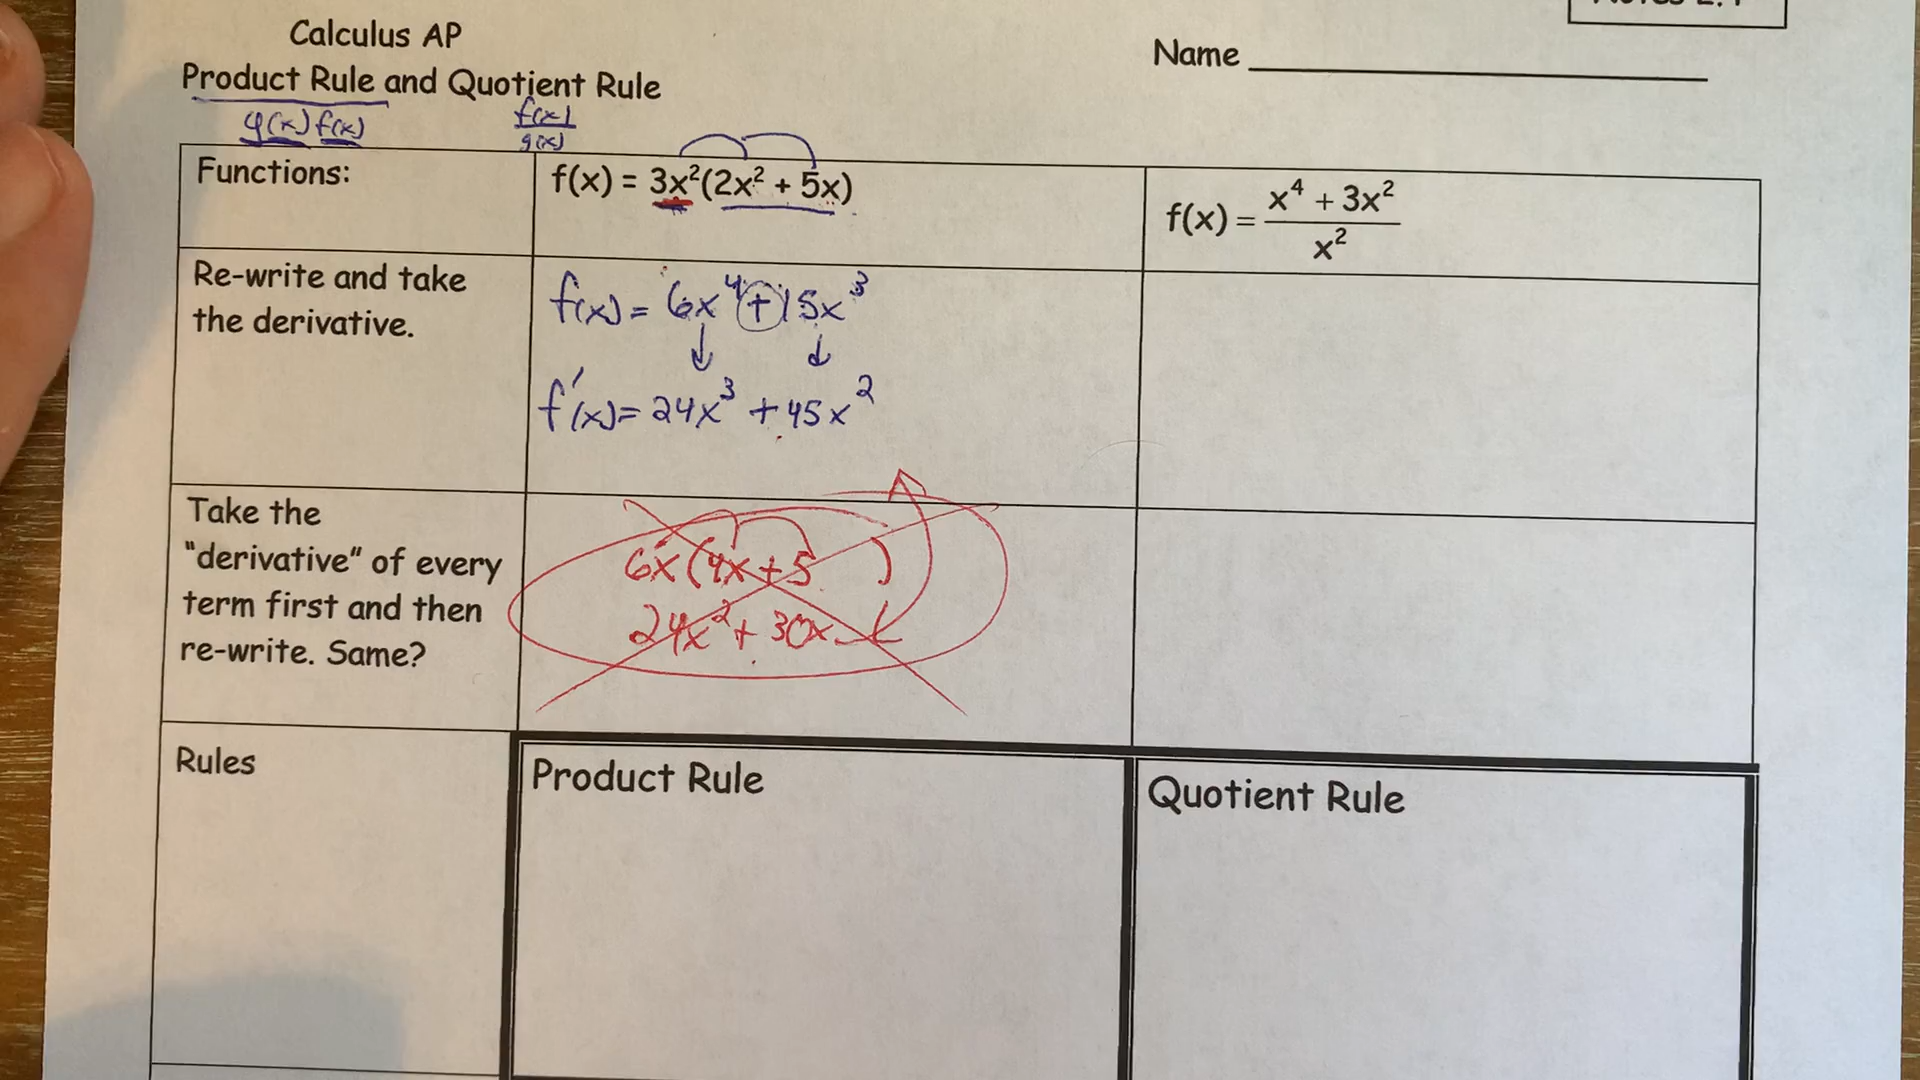 Calculus AP
Name
Product Rule and Quotient Rule
g(x) f(x)
f(x)/g(x)
Functions:
f(x) = 3x²(2x² + 5x)
f(x) = (x⁴ + 3x²)/x²
Re-write and take
the derivative.
f(x) = 6x⁴ + 15x³
f'(x) = 24x³ + 45x²
Take the
"derivative" of every
term first and then
re-write. Same?
6x(4x+5 )
24x² + 30x
Rules
Product Rule
Quotient Rule